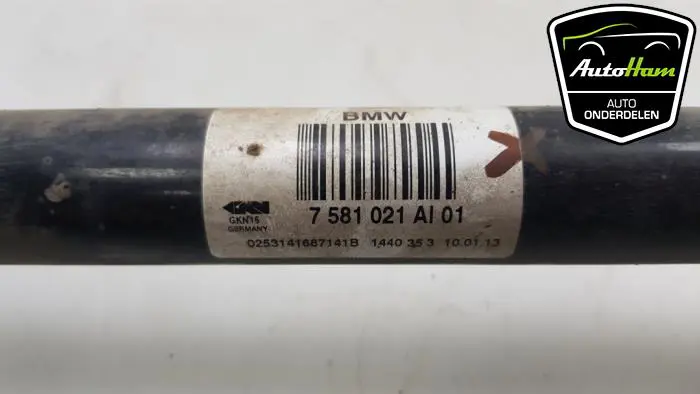 AutoHam
AUTO
ONDERDELEN
BMW
7 581 021 AI 01
GKN
GKN15
GERMANY
0253141687141B 1440 35 3 10.01.13